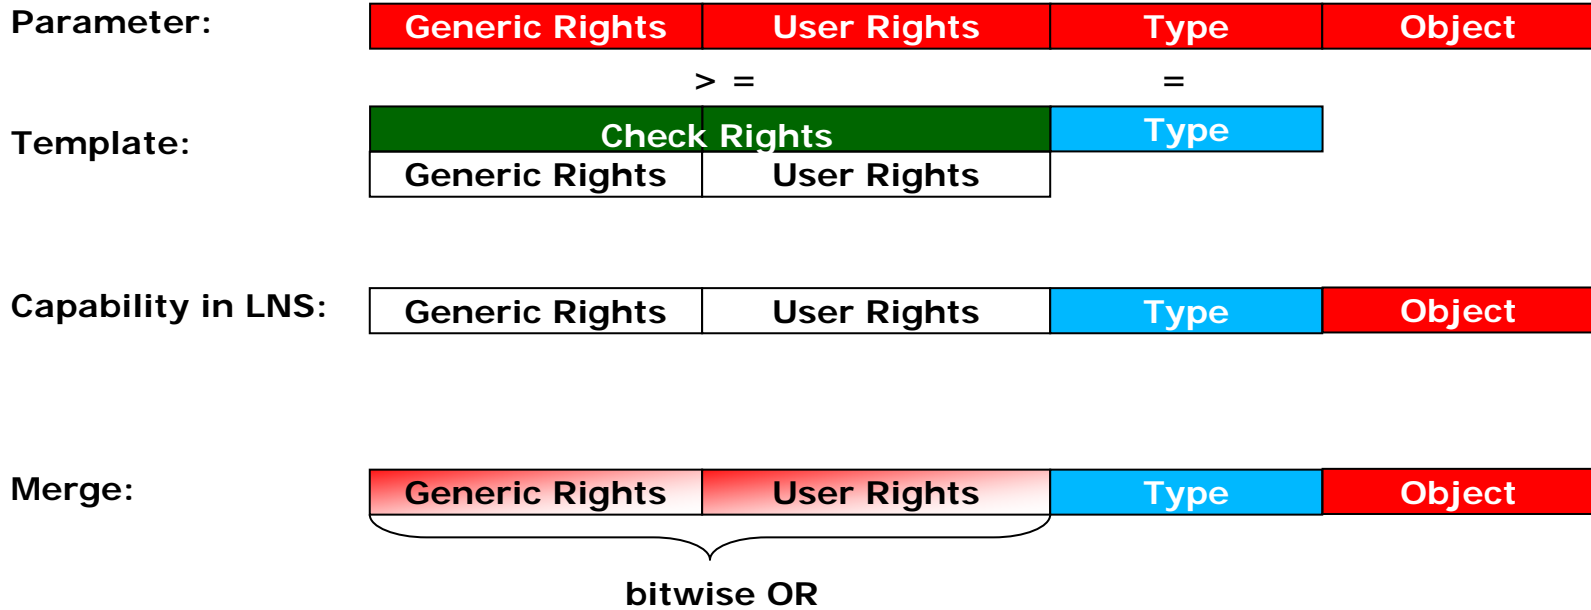 Parameter: Generic Rights User Rights Type Object
> = =
Template: Check Rights Type
Generic Rights User Rights
Capability in LNS: Generic Rights User Rights Type Object
Merge: Generic Rights User Rights Type Object
bitwise OR